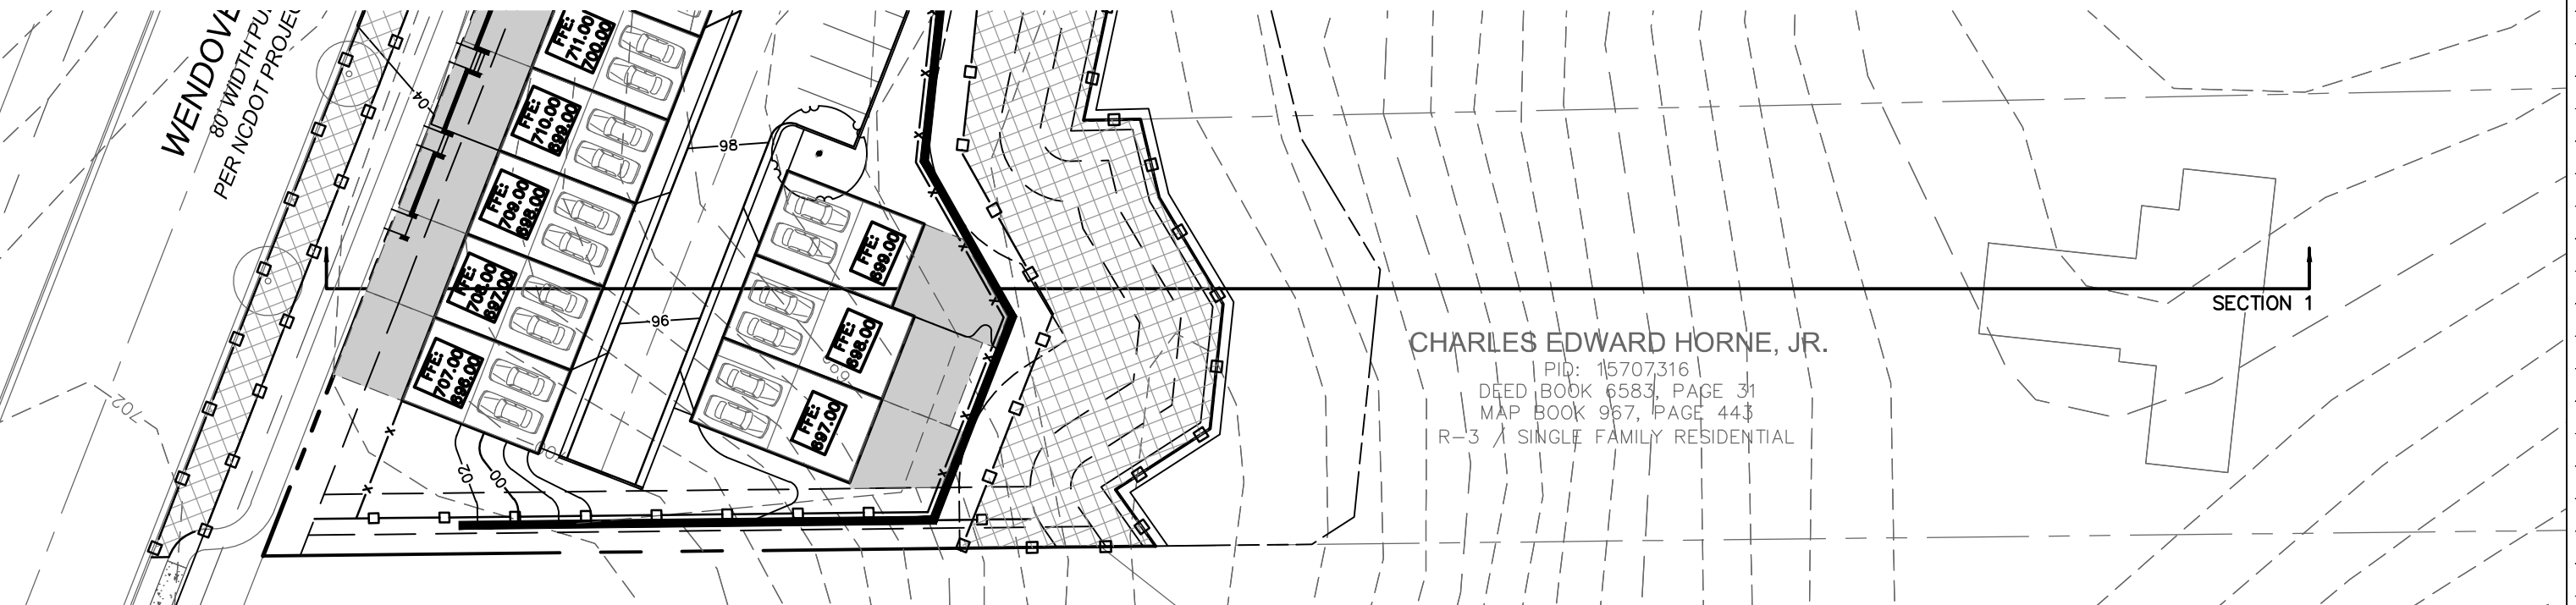 WENDOVE
80' WIDTH PU
PER NCDOT PROJEC
FFE:
711.00
700.00
FFE:
710.00
699.00
FFE:
709.00
698.00
FFE:
708.00
697.00
FFE:
707.00
696.00
FFE:
699.00
FFE:
698.00
FFE:
697.00
04
98
96
02
00
702
SECTION 1
CHARLES EDWARD HORNE, JR.
PID: 15707316
DEED BOOK 6583, PAGE 31
MAP BOOK 967, PAGE 443
R-3 / SINGLE FAMILY RESIDENTIAL